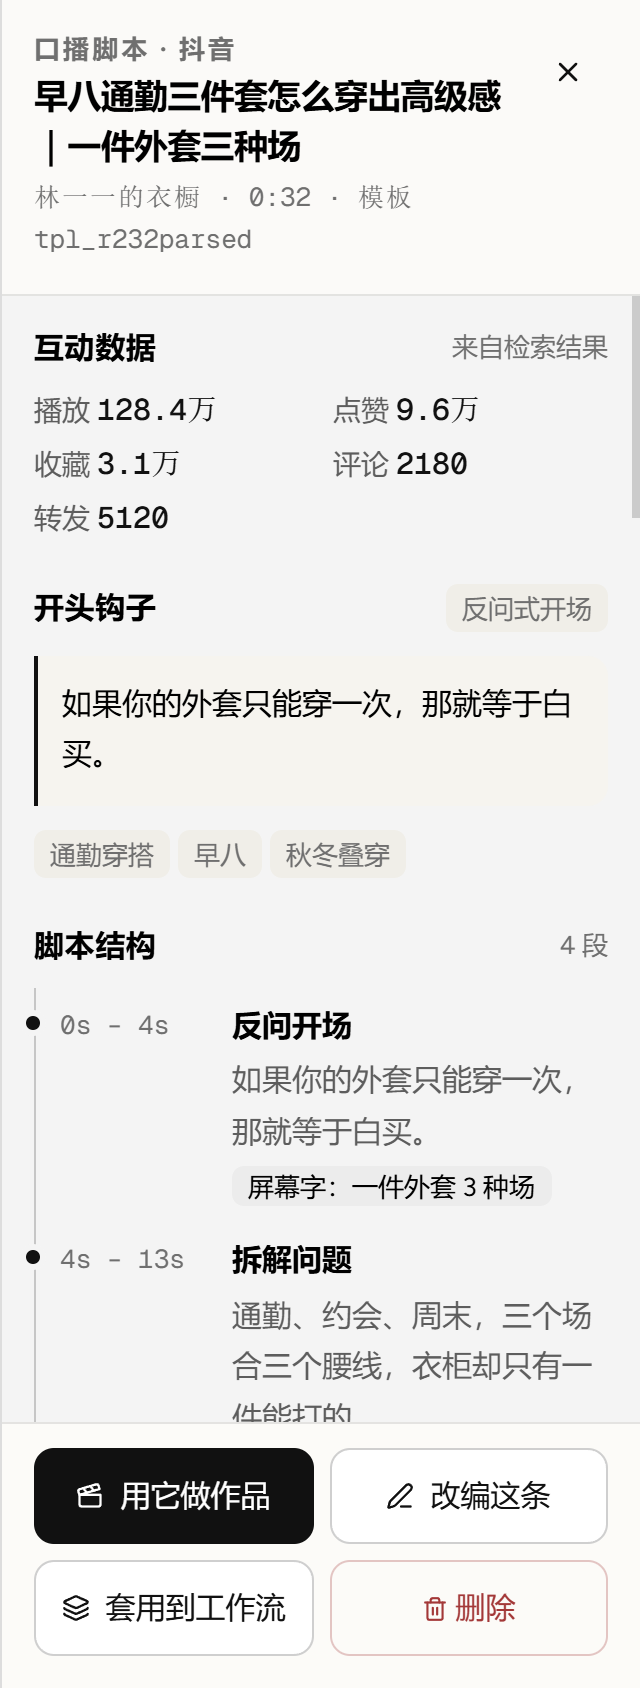 口播脚本 · 抖音
早八通勤三件套怎么穿出高级感
｜一件外套三种场
林一一的衣橱 · 0:32 · 模板
tpl_r232parsed
互动数据 来自检索结果
播放 128.4万 点赞 9.6万
收藏 3.1万 评论 2180
转发 5120
开头钩子 反问式开场
如果你的外套只能穿一次，那就等于白
买。
通勤穿搭 早八 秋冬叠穿
脚本结构 4 段
0s - 4s 反问开场
如果你的外套只能穿一次，
那就等于白买。
屏幕字：一件外套 3 种场
4s - 13s 拆解问题
通勤、约会、周末，三个场
合三个腰线，衣柜却只有一
件能打的
用它做作品 改编这条
套用到工作流 删除